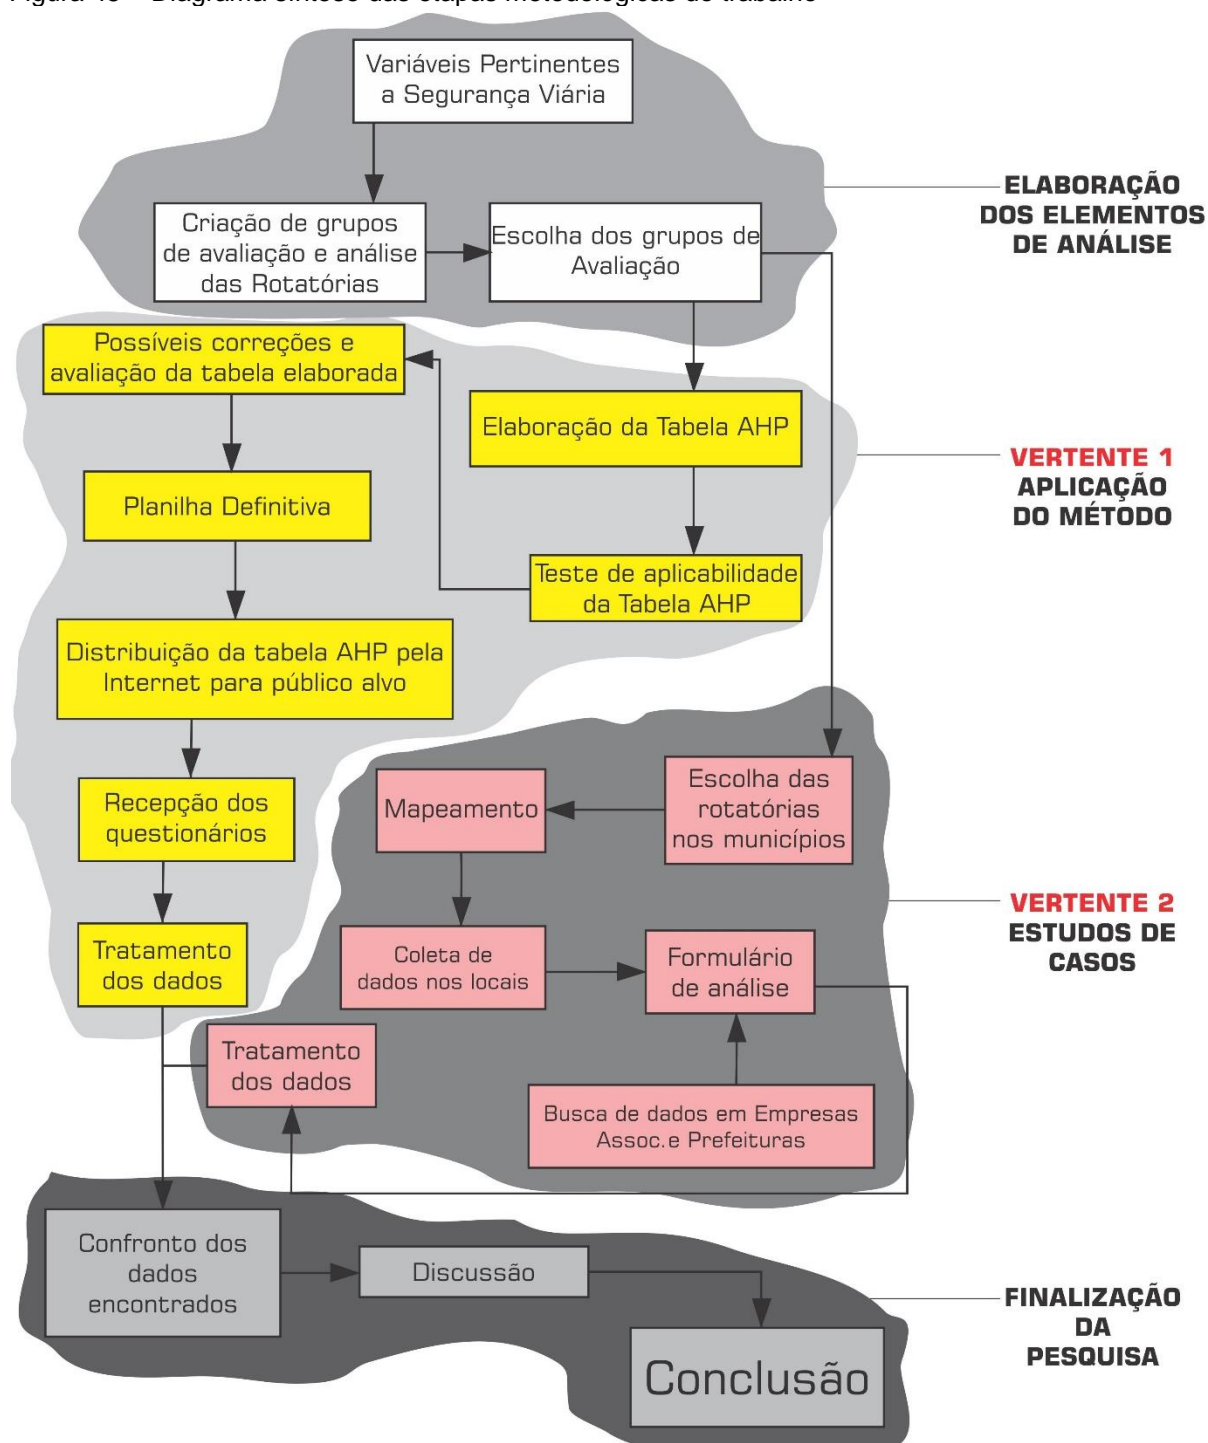 Variáveis Pertinentes
a Segurança Viária
Criação de grupos
de avaliação e análise
das Rotatórias
Escolha dos grupos de
Avaliação
ELABORAÇÃO
DOS ELEMENTOS
DE ANÁLISE
Possíveis correções e
avaliação da tabela elaborada
Elaboração da Tabela AHP
Planilha Definitiva
Teste de aplicabilidade
da Tabela AHP
VERTENTE 1
APLICAÇÃO
DO MÉTODO
Distribuição da tabela AHP pela
Internet para público alvo
Recepção dos
questionários
Tratamento
dos dados
Escolha das
rotatórias
nos municípios
Mapeamento
Coleta de
dados nos locais
Formulário
de análise
Busca de dados em Empresas
Assoc.e Prefeituras
Tratamento
dos dados
VERTENTE 2
ESTUDOS DE
CASOS
Confronto dos
dados
encontrados
Discussão
Conclusão
FINALIZAÇÃO
DA
PESQUISA